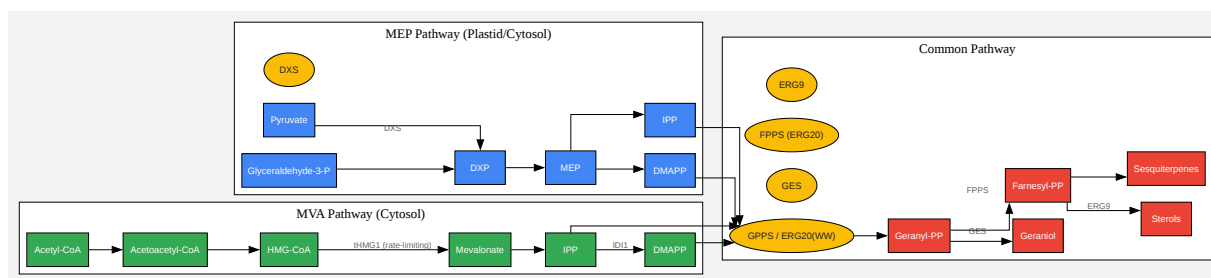 MEP Pathway (Plastid/Cytosol)
DXS
Pyruvate
DXS
IPP
Glyceraldehyde-3-P
DXP
MEP
DMAPP
MVA Pathway (Cytosol)
Acetyl-CoA
Acetoacetyl-CoA
HMG-CoA
tHMG1 (rate-limiting)
Mevalonate
IPP
IDI1
DMAPP
Common Pathway
ERG9
FPPS (ERG20)
GES
GPPS / ERG20(WW)
Geranyl-PP
FPPS
GES
Farnesyl-PP
Geraniol
Sesquiterpenes
ERG9
Sterols